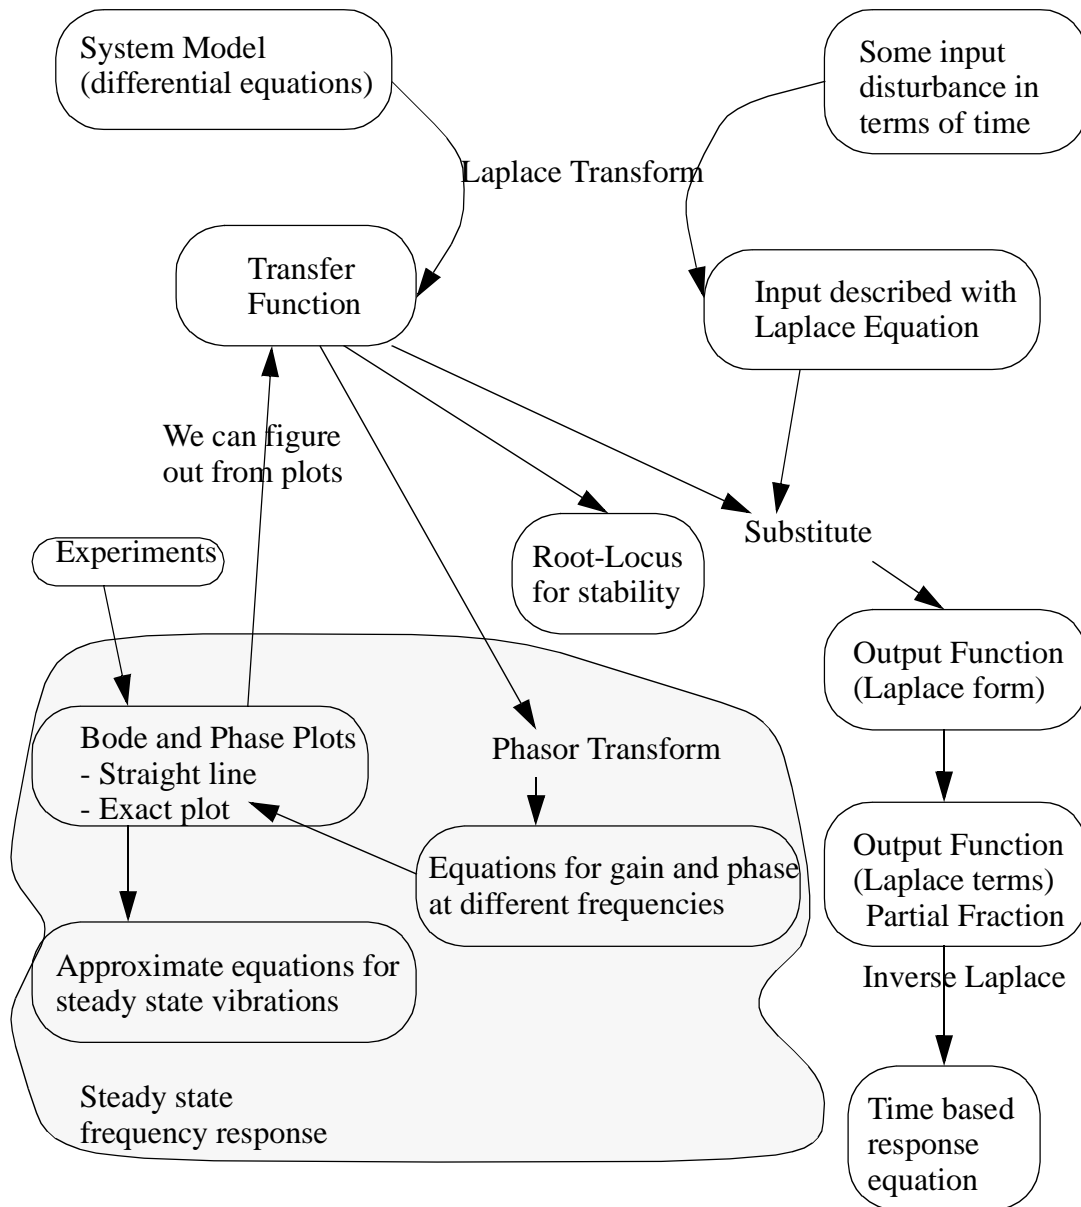 System Model
(differential equations)
Some input
disturbance in
terms of time
Laplace Transform
Transfer
Function
Input described with
Laplace Equation
We can figure
out from plots
Substitute
Experiments
Root-Locus
for stability
Output Function
(Laplace form)
Bode and Phase Plots
- Straight line
- Exact plot
Phasor Transform
Equations for gain and phase
at different frequencies
Output Function
(Laplace terms)
Partial Fraction
Approximate equations for
steady state vibrations
Inverse Laplace
Steady state
frequency response
Time based
response
equation